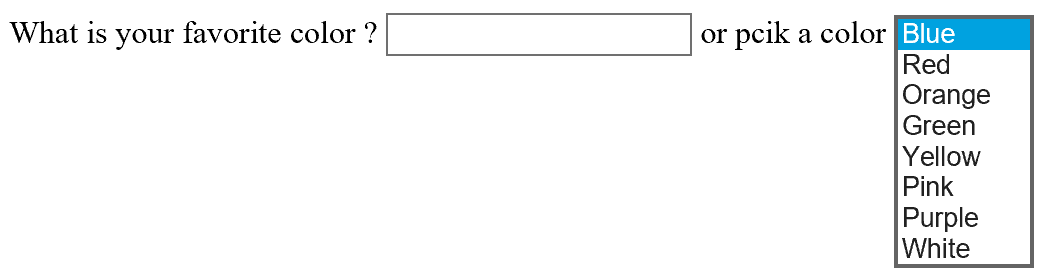 What is your favorite color ? or pcik a color Blue
Red
Orange
Green
Yellow
Pink
Purple
White